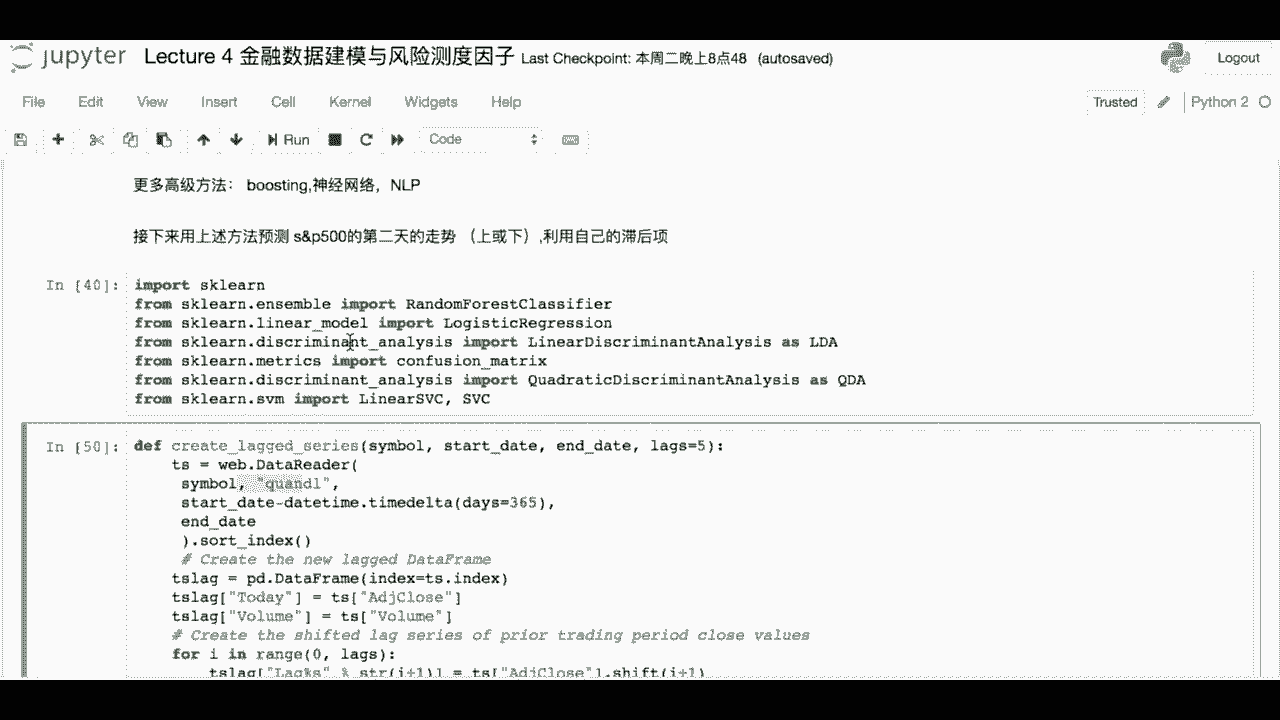 jupyter Lecture 4 金融数据建模与风险测度因子 Last Checkpoint: 本周二晚上8点48 (autosaved) Logout
File Edit View Insert Cell Kernel Widgets Help Trusted Python 2
Run Code
更多高级方法： boosting,神经网络，NLP
接下来用上述方法预测 s&p500的第二天的走势 （上或下）,利用自己的滞后项
In [40]: import sklearn
from sklearn.ensemble import RandomForestClassifier
from sklearn.linear_model import LogisticRegression
from sklearn.discriminant_analysis import LinearDiscriminantAnalysis as LDA
from sklearn.metrics import confusion_matrix
from sklearn.discriminant_analysis import QuadraticDiscriminantAnalysis as QDA
from sklearn.svm import LinearSVC, SVC
In [50]: def create_lagged_series(symbol, start_date, end_date, lags=5):
ts = web.DataReader(
symbol, "quandl",
start_date-datetime.timedelta(days=365),
end_date
).sort_index()
# Create the new lagged DataFrame
tslag = pd.DataFrame(index=ts.index)
tslag["Today"] = ts["AdjClose"]
tslag["Volume"] = ts["Volume"]
# Create the shifted lag series of prior trading period close values
for i in range(0, lags):
tslag["Lag%s" % str(i+1)] = ts["AdjClose"].shift(i+1)